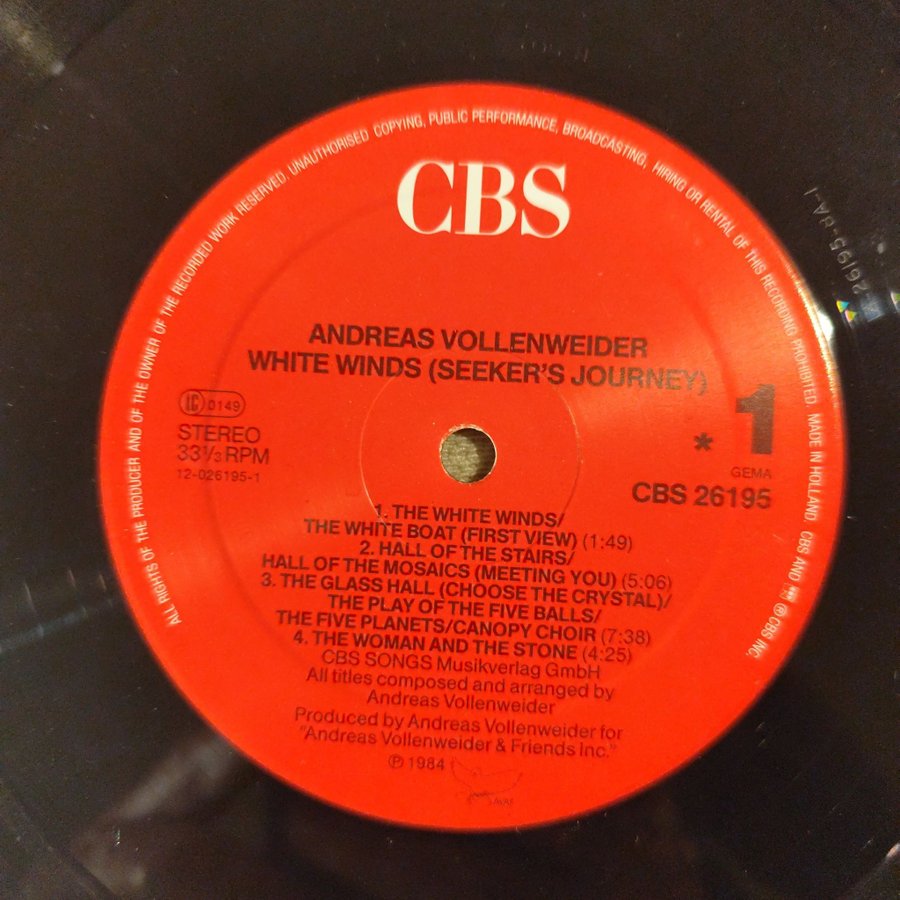 ALL RIGHTS OF THE PRODUCER AND OF THE OWNER OF THE RECORDED WORK RESERVED. UNAUTHORISED COPYING, PUBLIC PERFORMANCE, BROADCASTING, HIRING OR RENTAL OF THIS RECORDING PROHIBITED. MADE IN HOLLAND. CBS AND ® CBS INC.
CBS
ANDREAS VOLLENWEIDER
WHITE WINDS (SEEKER'S JOURNEY)
LC 0149
STEREO
33⅓ RPM
12-026195-1
* 1
GEMA
CBS 26195
1. THE WHITE WINDS/
THE WHITE BOAT (FIRST VIEW) (1:49)
2. HALL OF THE STAIRS/
HALL OF THE MOSAICS (MEETING YOU) (5:06)
3. THE GLASS HALL (CHOOSE THE CRYSTAL)/
THE PLAY OF THE FIVE BALLS/
THE FIVE PLANETS/CANOPY CHOIR (7:38)
4. THE WOMAN AND THE STONE (4:25)
CBS SONGS Musikverlag GmbH
All titles composed and arranged by
Andreas Vollenweider
Produced by Andreas Vollenweider for
"Andreas Vollenweider & Friends Inc."
℗ 1984